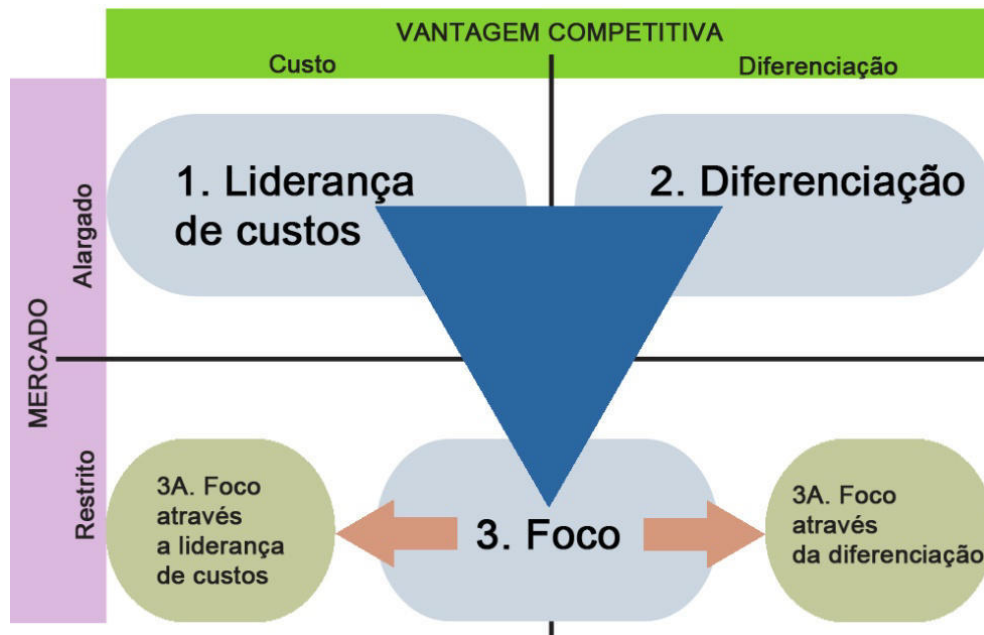 VANTAGEM COMPETITIVA
Custo
Diferenciação
MERCADO
Alargado
1. Liderança
de custos
2. Diferenciação
Restrito
3A. Foco
através
a liderança
de custos
3. Foco
3A. Foco
através
da diferenciação